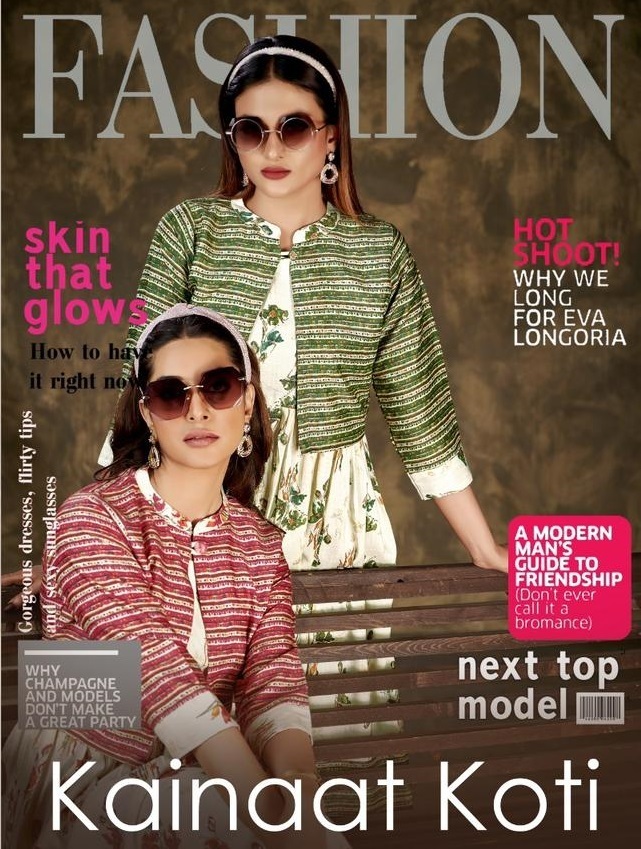 FASHION
skin
that
glows
How to have
it right now
HOT
SHOOT!
WHY WE
LONG
FOR EVA
LONGORIA
Gorgeous dresses, flirty tips
and sexy sunglasses
A MODERN
MAN'S
GUIDE TO
FRIENDSHIP
(Don't ever
call it a
bromance)
WHY
CHAMPAGNE
AND MODELS
DON'T MAKE
A GREAT PARTY
next top
model
Kainaat Koti